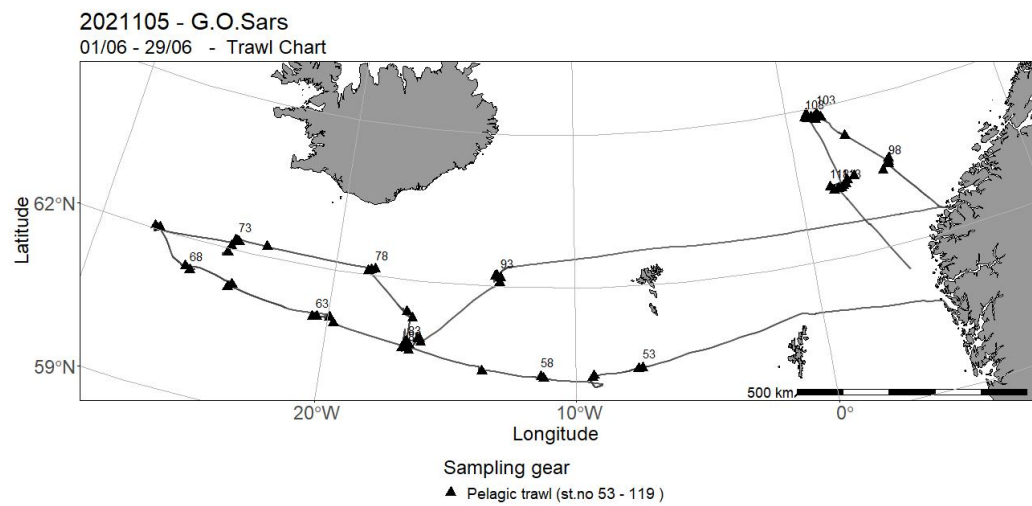 2021105 - G.O.Sars
01/06 - 29/06 - Trawl Chart
103
108
98
73
68
78
93
63
83
53
58
62°N
59°N
Latitude
500 km
20°W
10°W
0°
Longitude
Sampling gear
Pelagic trawl (st.no 53 - 119 )